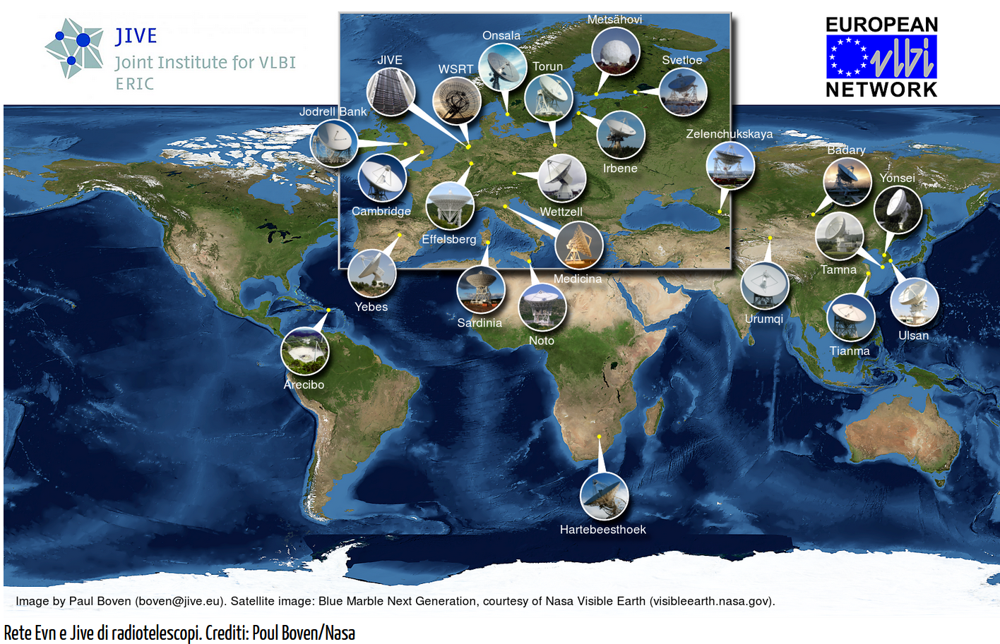 JIVE
Joint Institute for VLBI
ERIC
EUROPEAN
vlbi
NETWORK
Metsähovi
Onsala
JIVE
WSRT
Torun
Svetloe
Jodrell Bank
Zelenchukskaya
Badary
Irbene
Yonsei
Cambridge
Wettzell
Effelsberg
Tamna
Medicina
Yebes
Sardinia
Urumqi
Noto
Ulsan
Tianma
Arecibo
Hartebeesthoek
Image by Paul Boven (boven@jive.eu). Satellite image: Blue Marble Next Generation, courtesy of Nasa Visible Earth (visibleearth.nasa.gov).
Rete Evn e Jive di radiotelescopi. Crediti: Poul Boven/Nasa